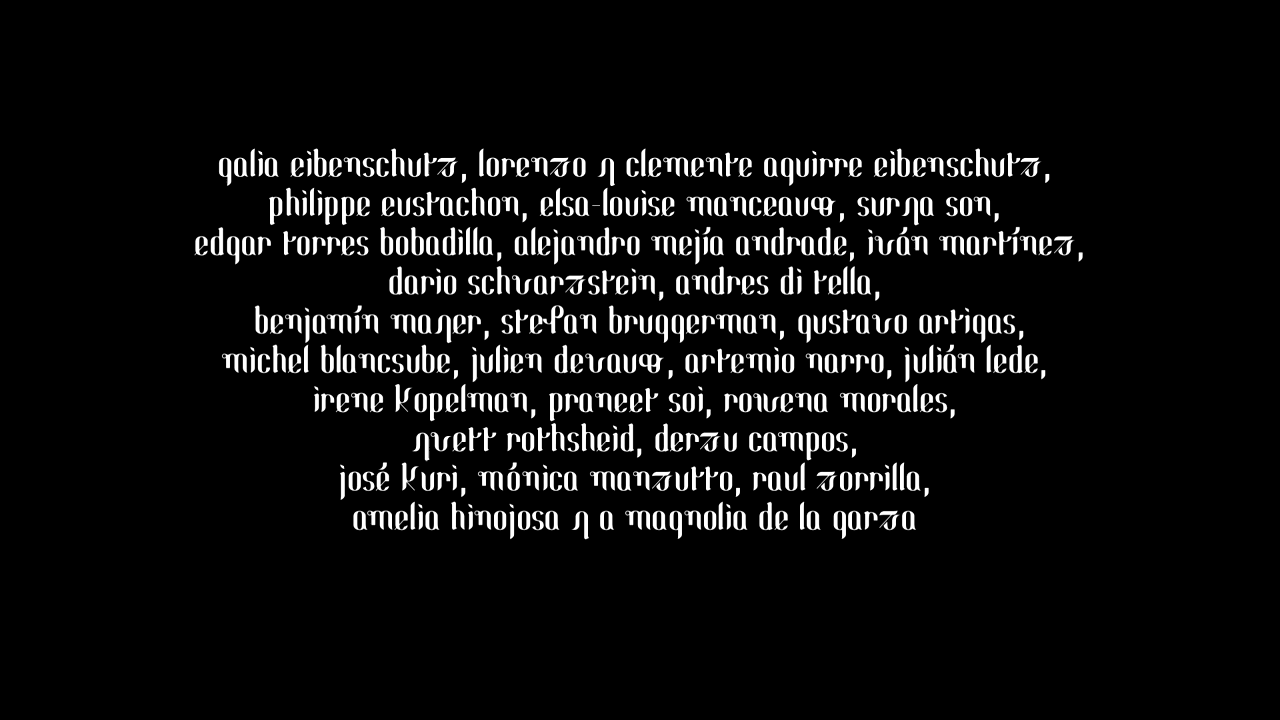 galia eibenschutz, lorenzo y clemente aguirre eibenschutz,
philippe eustachon, elsa-louise manceaux, surya son,
edgar torres bobadilla, alejandro mejía andrade, iván martínez,
dario schwarzstein, andres di tella,
benjamín mayer, stefan bruggerman, gustavo artigas,
michel blancsube, julien devaux, artemio narro, julián lede,
irene kopelman, praneet soi, rowena morales,
yvett rothsheid, derzu campos,
josé kuri, mónica manzutto, raul zorrilla,
amelia hinojosa y a magnolia de la garza